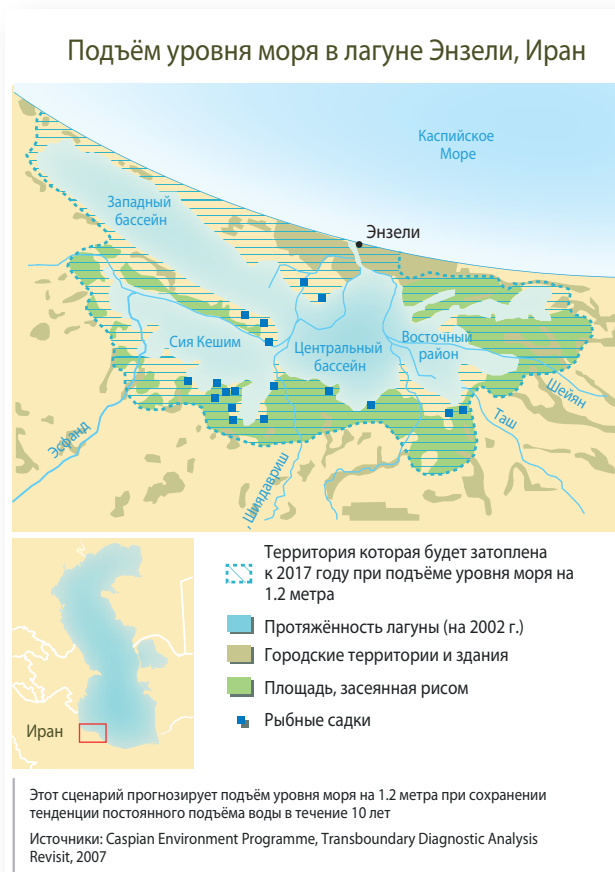 Подъём уровня моря в лагуне Энзели, Иран
Каспийское
Море
Западный
бассейн
Энзели
Сия Кешим
Центральный
бассейн
Восточный
район
Шейян
Таш
Эсфанд
Шиядавриш
Территория которая будет затоплена
к 2017 году при подъёме уровня моря на
1.2 метра
Протяжённость лагуны (на 2002 г.)
Городские территории и здания
Площадь, засеянная рисом
Рыбные садки
Иран
Этот сценарий прогнозирует подъём уровня моря на 1.2 метра при сохранении
тенденции постоянного подъёма воды в течение 10 лет
Источники: Caspian Environment Programme, Transboundary Diagnostic Analysis
Revisit, 2007